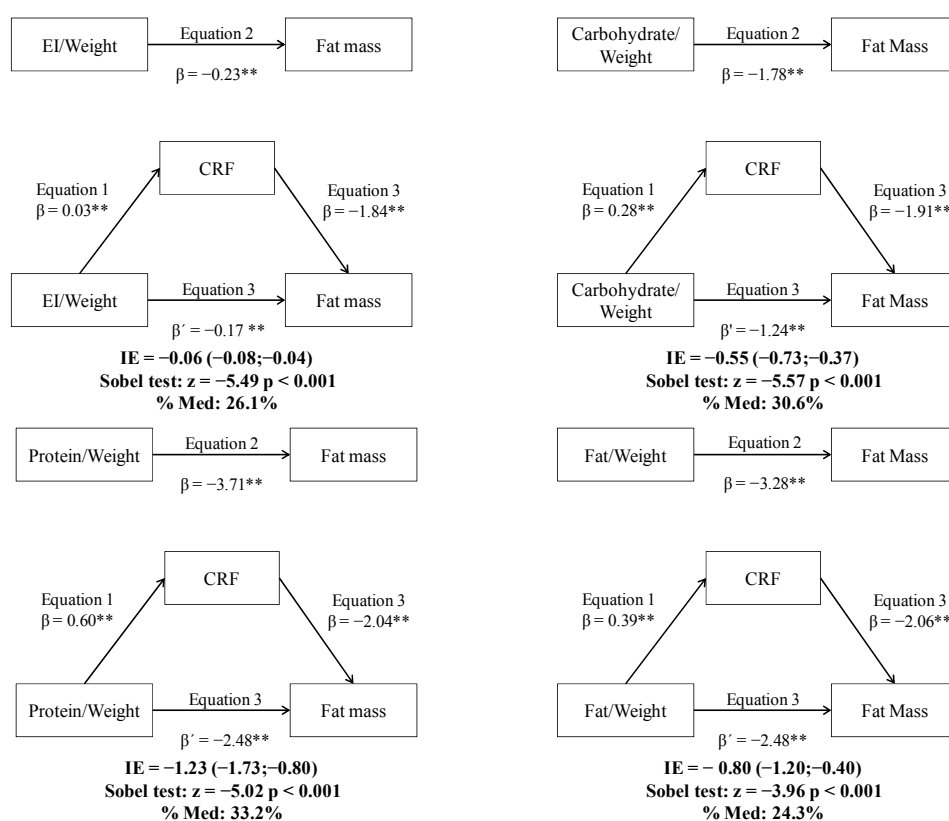 EI/Weight
Equation 2
β = −0.23**
Fat mass
CRF
Equation 1
β = 0.03**
Equation 3
β = −1.84**
EI/Weight
Equation 3
β´ = −0.17 **
Fat mass
IE = −0.06 (−0.08;−0.04)
Sobel test: z = −5.49 p < 0.001
% Med: 26.1%
Carbohydrate/
Weight
Equation 2
β = −1.78**
Fat Mass
CRF
Equation 1
β = 0.28**
Equation 3
β = −1.91**
Carbohydrate/
Weight
Equation 3
β' = −1.24**
Fat Mass
IE = −0.55 (−0.73;−0.37)
Sobel test: z = −5.57 p < 0.001
% Med: 30.6%
Protein/Weight
Equation 2
β = −3.71**
Fat mass
CRF
Equation 1
β = 0.60**
Equation 3
β = −2.04**
Protein/Weight
Equation 3
β´ = −2.48**
Fat mass
IE = −1.23 (−1.73;−0.80)
Sobel test: z = −5.02 p < 0.001
% Med: 33.2%
Fat/Weight
Equation 2
β = −3.28**
Fat Mass
CRF
Equation 1
β = 0.39**
Equation 3
β = −2.06**
Fat/Weight
Equation 3
β´ = −2.48**
Fat Mass
IE = − 0.80 (−1.20;−0.40)
Sobel test: z = −3.96 p < 0.001
% Med: 24.3%